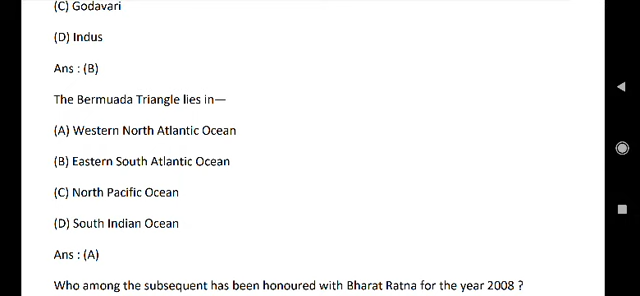 (C) Godavari
(D) Indus
Ans : (B)
The Bermuada Triangle lies in—
(A) Western North Atlantic Ocean
(B) Eastern South Atlantic Ocean
(C) North Pacific Ocean
(D) South Indian Ocean
Ans : (A)
Who among the subsequent has been honoured with Bharat Ratna for the year 2008 ?